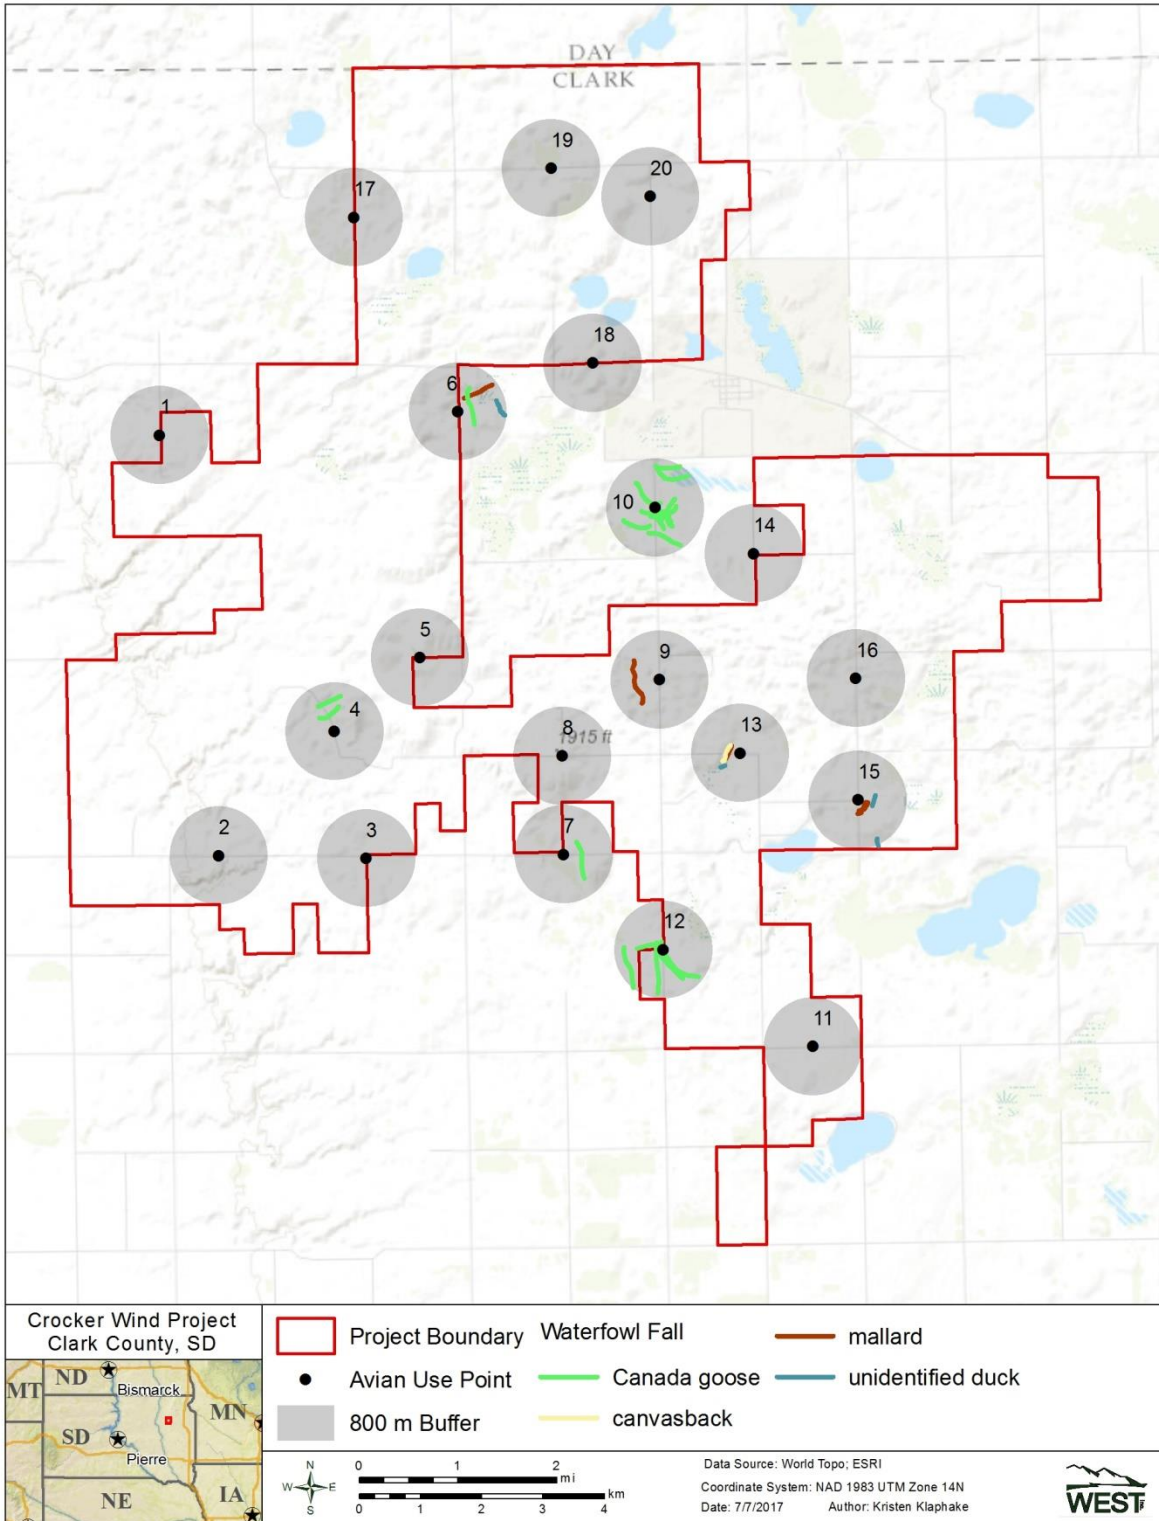 DAY
CLARK
19
20
17
18
6
1
10
14
5
9
16
4
8
1915 ft
13
15
2
3
7
12
11
Crocker Wind Project
Clark County, SD
MT
ND
Bismarck
MN
SD
Pierre
NE
IA
Project Boundary
Avian Use Point
800 m Buffer
Waterfowl Fall
Canada goose
canvasback
mallard
unidentified duck
N
W E
S
0 1 2
mi
km
0 1 2 3 4
Data Source: World Topo; ESRI
Coordinate System: NAD 1983 UTM Zone 14N
Date: 7/7/2017 Author: Kristen Klaphake
WEST